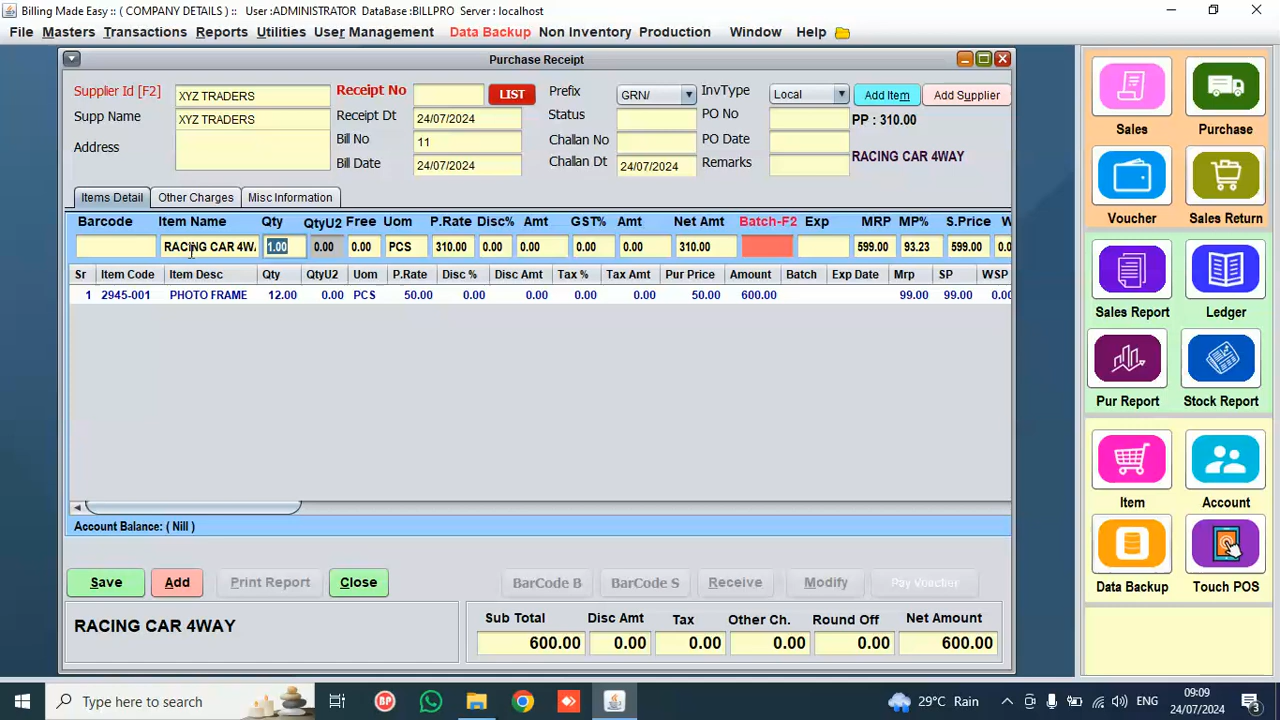 Billing Made Easy :: ( COMPANY DETAILS ) :: User :ADMINISTRATOR DataBase :BILLPRO Server : localhost
File Masters Transactions Reports Utilities User Management Data Backup Non Inventory Production Window Help
Purchase Receipt
Supplier Id [F2] XYZ TRADERS Receipt No LIST Prefix GRN/ InvType Local Add Item Add Supplier
Supp Name XYZ TRADERS Receipt Dt 24/07/2024 Status PO No PP : 310.00
Address Bill No 11 Challan No PO Date
Bill Date 24/07/2024 Challan Dt 24/07/2024 Remarks RACING CAR 4WAY
Items Detail Other Charges Misc Information
Barcode Item Name Qty QtyU2 Free Uom P.Rate Disc% Amt GST% Amt Net Amt Batch-F2 Exp MRP MP% S.Price W
RACING CAR 4WA 1.00 0.00 0.00 PCS 310.00 0.00 0.00 0.00 0.00 310.00 599.00 93.23 599.00 0.0
Sr Item Code Item Desc Qty QtyU2 Uom P.Rate Disc % Disc Amt Tax % Tax Amt Pur Price Amount Batch Exp Date Mrp SP WSP
1 2945-001 PHOTO FRAME 12.00 0.00 PCS 50.00 0.00 0.00 0.00 0.00 50.00 600.00 99.00 99.00 0.00
Account Balance: ( Nill )
Save Add Print Report Close BarCode B BarCode S Receive Modify Pay Voucher
RACING CAR 4WAY
Sub Total Disc Amt Tax Other Ch. Round Off Net Amount
600.00 0.00 0.00 0.00 0.00 600.00
Sales Purchase
Voucher Sales Return
Sales Report Ledger
Pur Report Stock Report
Item Account
Data Backup Touch POS
Type here to search
BP
29°C Rain
ENG
09:09
24/07/2024
3